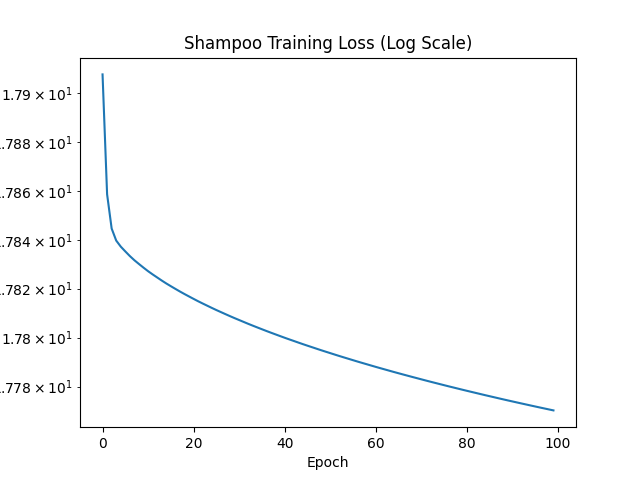 Shampoo Training Loss (Log Scale)
1.79 × 10¹
.788 × 10¹
.786 × 10¹
.784 × 10¹
.782 × 10¹
1.78 × 10¹
.778 × 10¹
0 20 40 60 80 100
Epoch